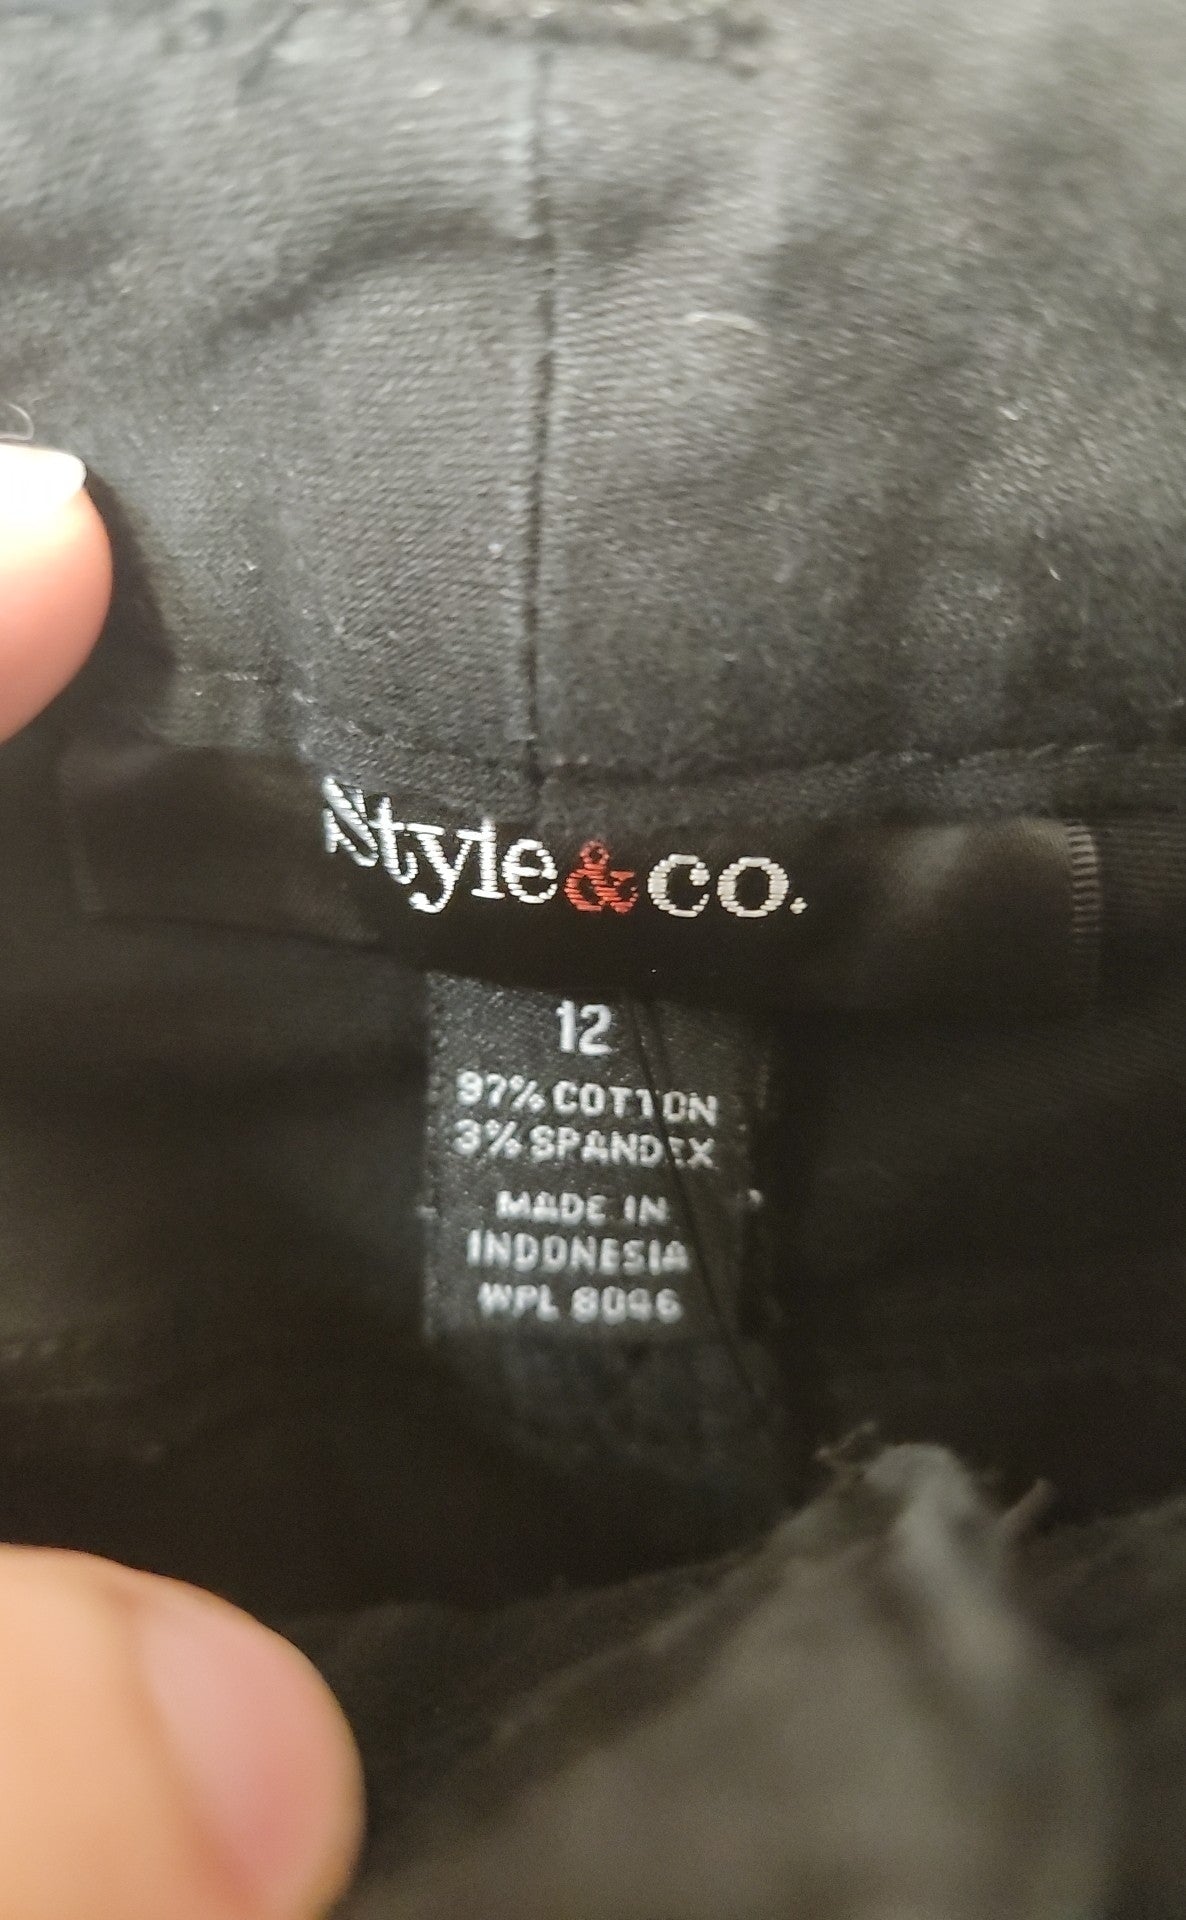 Style&co.
12
97% COTTON
3% SPANDEX
MADE IN
INDONESIA
WPL 8046